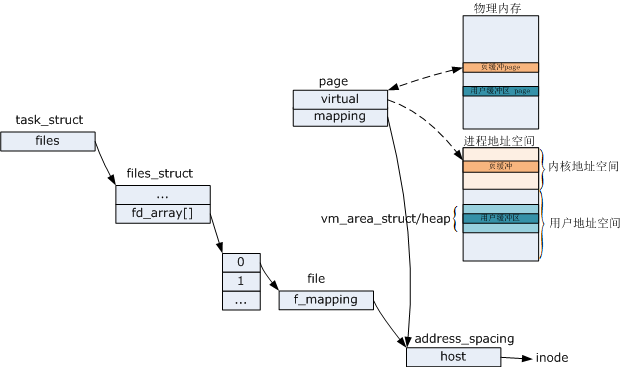 物理内存
页缓冲page
用户缓冲区 page
page
virtual
mapping
task_struct
files
进程地址空间
页缓冲
内核地址空间
files_struct
...
fd_array[]
vm_area_struct/heap
用户缓冲区
用户地址空间
0
1
...
file
f_mapping
address_spacing
host
inode